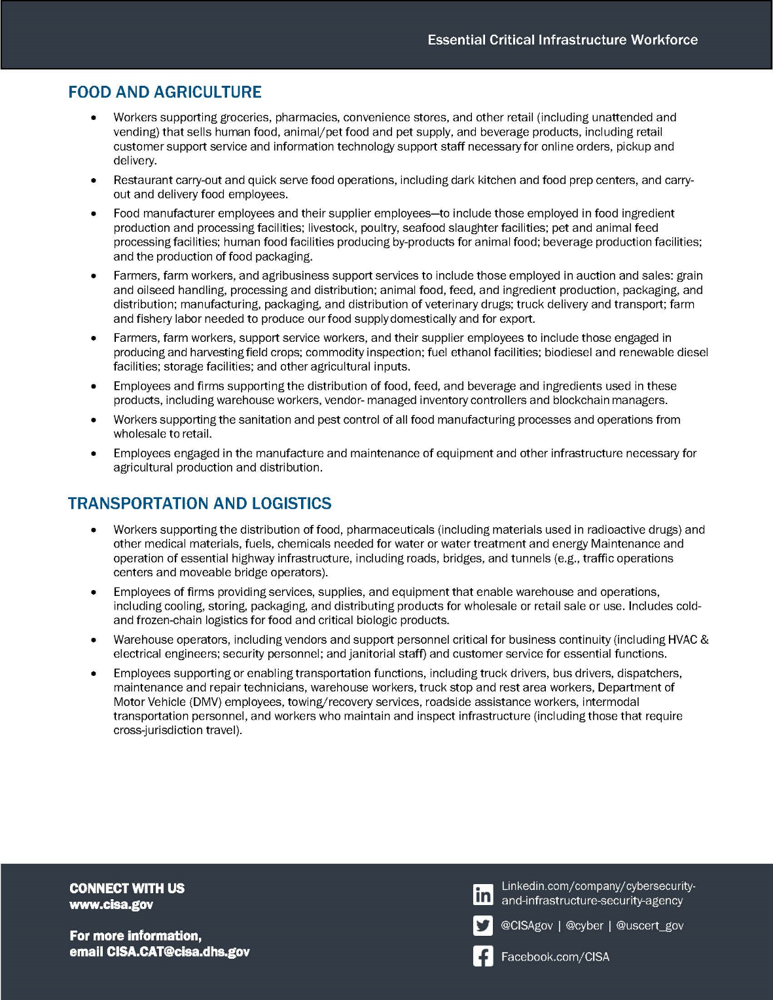 Essential Critical Infrastructure Workforce
FOOD AND AGRICULTURE
• Workers supporting groceries, pharmacies, convenience stores, and other retail (including unattended and
vending) that sells human food, animal/pet food and pet supply, and beverage products, including retail
customer support service and information technology support staff necessary for online orders, pickup and
delivery.
• Restaurant carry-out and quick serve food operations, including dark kitchen and food prep centers, and carry-
out and delivery food employees.
• Food manufacturer employees and their supplier employees—to include those employed in food ingredient
production and processing facilities; livestock, poultry, seafood slaughter facilities; pet and animal feed
processing facilities; human food facilities producing by-products for animal food; beverage production facilities;
and the production of food packaging.
• Farmers, farm workers, and agribusiness support services to include those employed in auction and sales: grain
and oilseed handling, processing and distribution; animal food, feed, and ingredient production, packaging, and
distribution; manufacturing, packaging, and distribution of veterinary drugs; truck delivery and transport; farm
and fishery labor needed to produce our food supply domestically and for export.
• Farmers, farm workers, support service workers, and their supplier employees to include those engaged in
producing and harvesting field crops; commodity inspection; fuel ethanol facilities; biodiesel and renewable diesel
facilities; storage facilities; and other agricultural inputs.
• Employees and firms supporting the distribution of food, feed, and beverage and ingredients used in these
products, including warehouse workers, vendor- managed inventory controllers and blockchain managers.
• Workers supporting the sanitation and pest control of all food manufacturing processes and operations from
wholesale to retail.
• Employees engaged in the manufacture and maintenance of equipment and other infrastructure necessary for
agricultural production and distribution.
TRANSPORTATION AND LOGISTICS
• Workers supporting the distribution of food, pharmaceuticals (including materials used in radioactive drugs) and
other medical materials, fuels, chemicals needed for water or water treatment and energy Maintenance and
operation of essential highway infrastructure, including roads, bridges, and tunnels (e.g., traffic operations
centers and moveable bridge operators).
• Employees of firms providing services, supplies, and equipment that enable warehouse and operations,
including cooling, storing, packaging, and distributing products for wholesale or retail sale or use. Includes cold-
and frozen-chain logistics for food and critical biologic products.
• Warehouse operators, including vendors and support personnel critical for business continuity (including HVAC &
electrical engineers; security personnel; and janitorial staff) and customer service for essential functions.
• Employees supporting or enabling transportation functions, including truck drivers, bus drivers, dispatchers,
maintenance and repair technicians, warehouse workers, truck stop and rest area workers, Department of
Motor Vehicle (DMV) employees, towing/recovery services, roadside assistance workers, intermodal
transportation personnel, and workers who maintain and inspect infrastructure (including those that require
cross-jurisdiction travel).
CONNECT WITH US
www.cisa.gov
For more information,
email CISA.CAT@cisa.dhs.gov
Linkedin.com/company/cybersecurity-
and-infrastructure-security-agency
@CISAgov | @cyber | @uscert_gov
Facebook.com/CISA